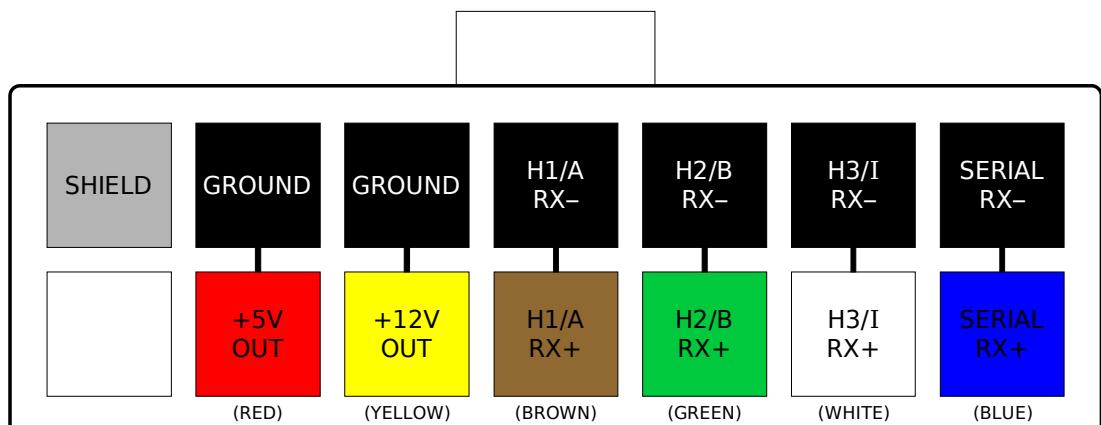 SHIELD
GROUND
GROUND
H1/A
RX–
H2/B
RX–
H3/I
RX–
SERIAL
RX–
+5V
OUT
+12V
OUT
H1/A
RX+
H2/B
RX+
H3/I
RX+
SERIAL
RX+
(RED)
(YELLOW)
(BROWN)
(GREEN)
(WHITE)
(BLUE)